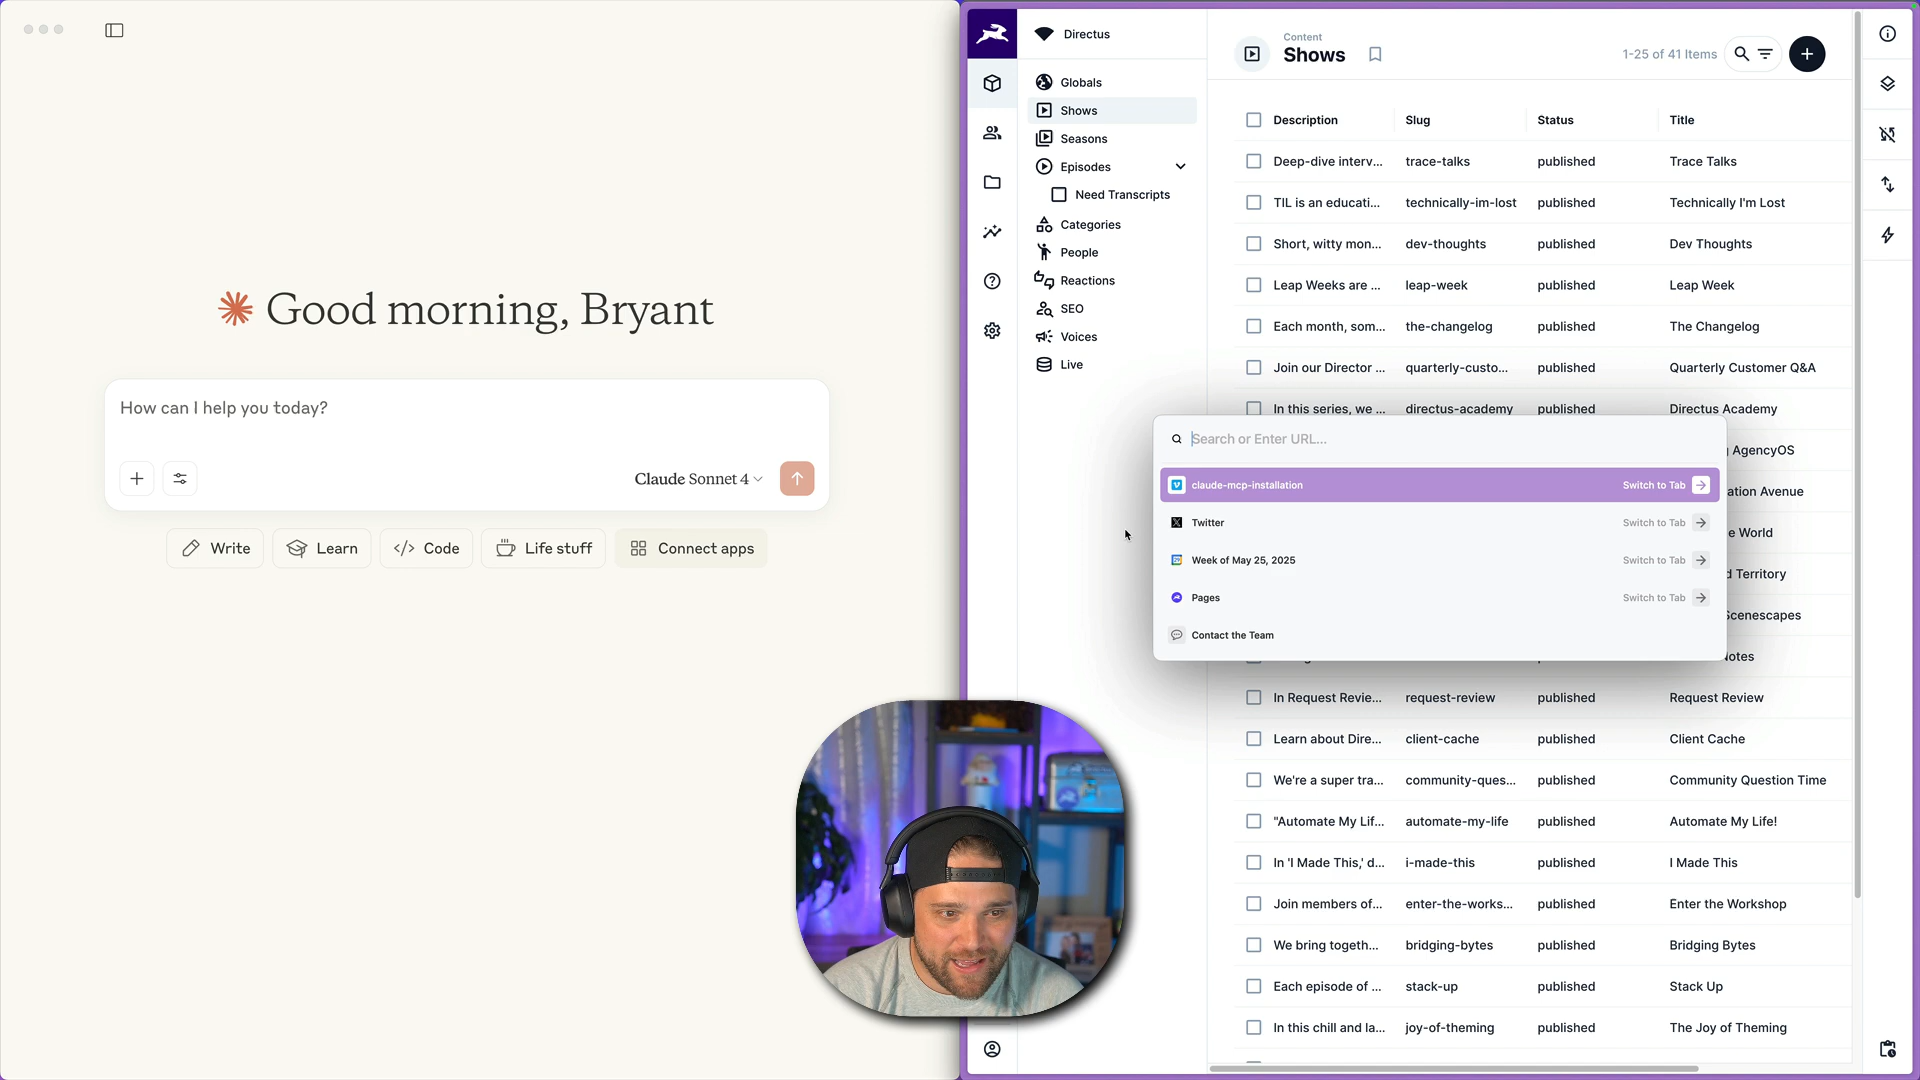 Good morning, Bryant
How can I help you today?
Claude Sonnet 4
Write
Learn
Code
Life stuff
Connect apps
Directus
Globals
Shows
Seasons
Episodes
Need Transcripts
Categories
People
Reactions
SEO
Voices
Live
Content
Shows
1-25 of 41 Items
Description Slug Status Title
Deep-dive interv... trace-talks published Trace Talks
TIL is an educati... technically-im-lost published Technically I'm Lost
Short, witty mon... dev-thoughts published Dev Thoughts
Leap Weeks are ... leap-week published Leap Week
Each month, som... the-changelog published The Changelog
Join our Director ... quarterly-custo... published Quarterly Customer Q&A
In this series, we ... directus-academy published Directus Academy
AgencyOS
Search or Enter URL...
claude-mcp-installation Switch to Tab
ation Avenue
Twitter Switch to Tab
e World
Week of May 25, 2025 Switch to Tab
d Territory
Pages Switch to Tab
Scenescapes
Contact the Team
Notes
In Request Revie... request-review published Request Review
Learn about Dire... client-cache published Client Cache
We're a super tra... community-ques... published Community Question Time
"Automate My Lif... automate-my-life published Automate My Life!
In 'I Made This,' d... i-made-this published I Made This
Join members of... enter-the-works... published Enter the Workshop
We bring togeth... bridging-bytes published Bridging Bytes
Each episode of ... stack-up published Stack Up
In this chill and la... joy-of-theming published The Joy of Theming